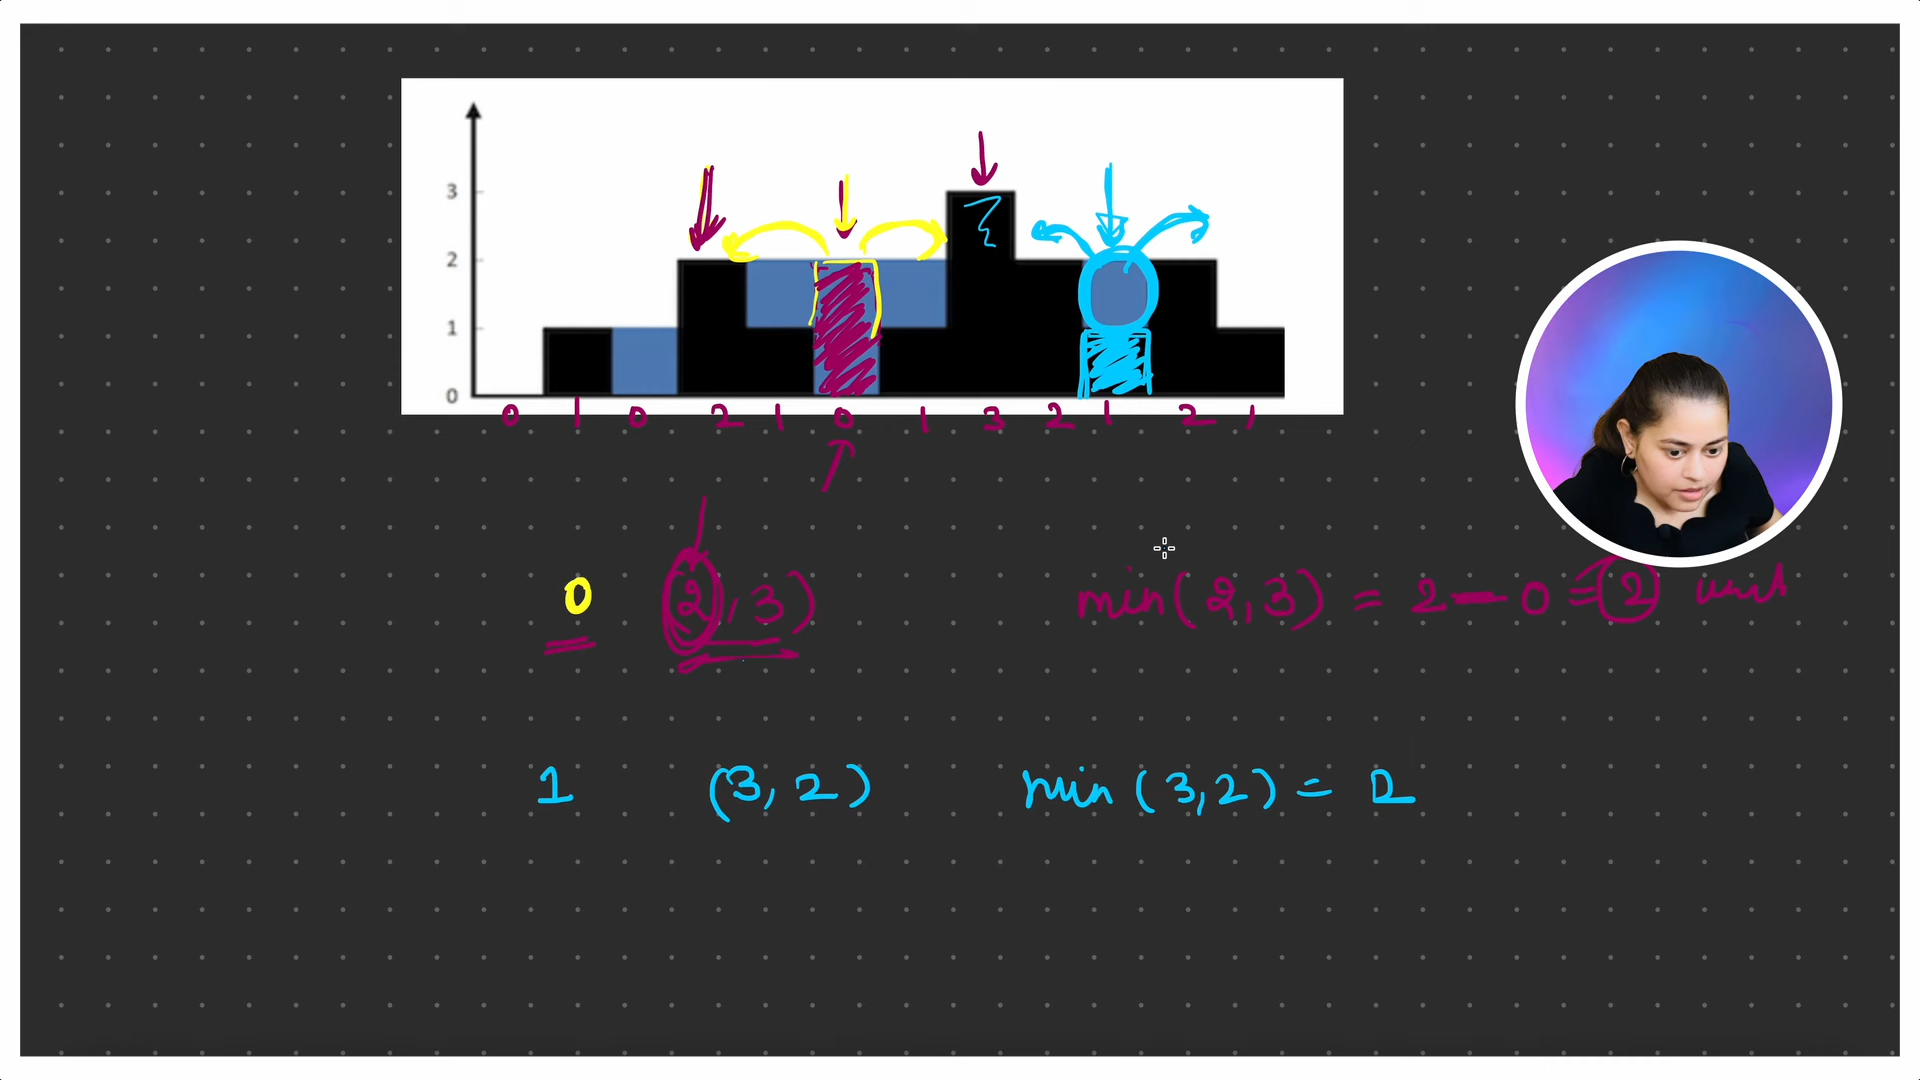 3
2
1
0
3
0 1 0 2 1 0 1 3 2 1 2 1
0 (2, 3) min(2,3) = 2 - 0 = 2 unit
1 (3, 2) min (3,2) = 2